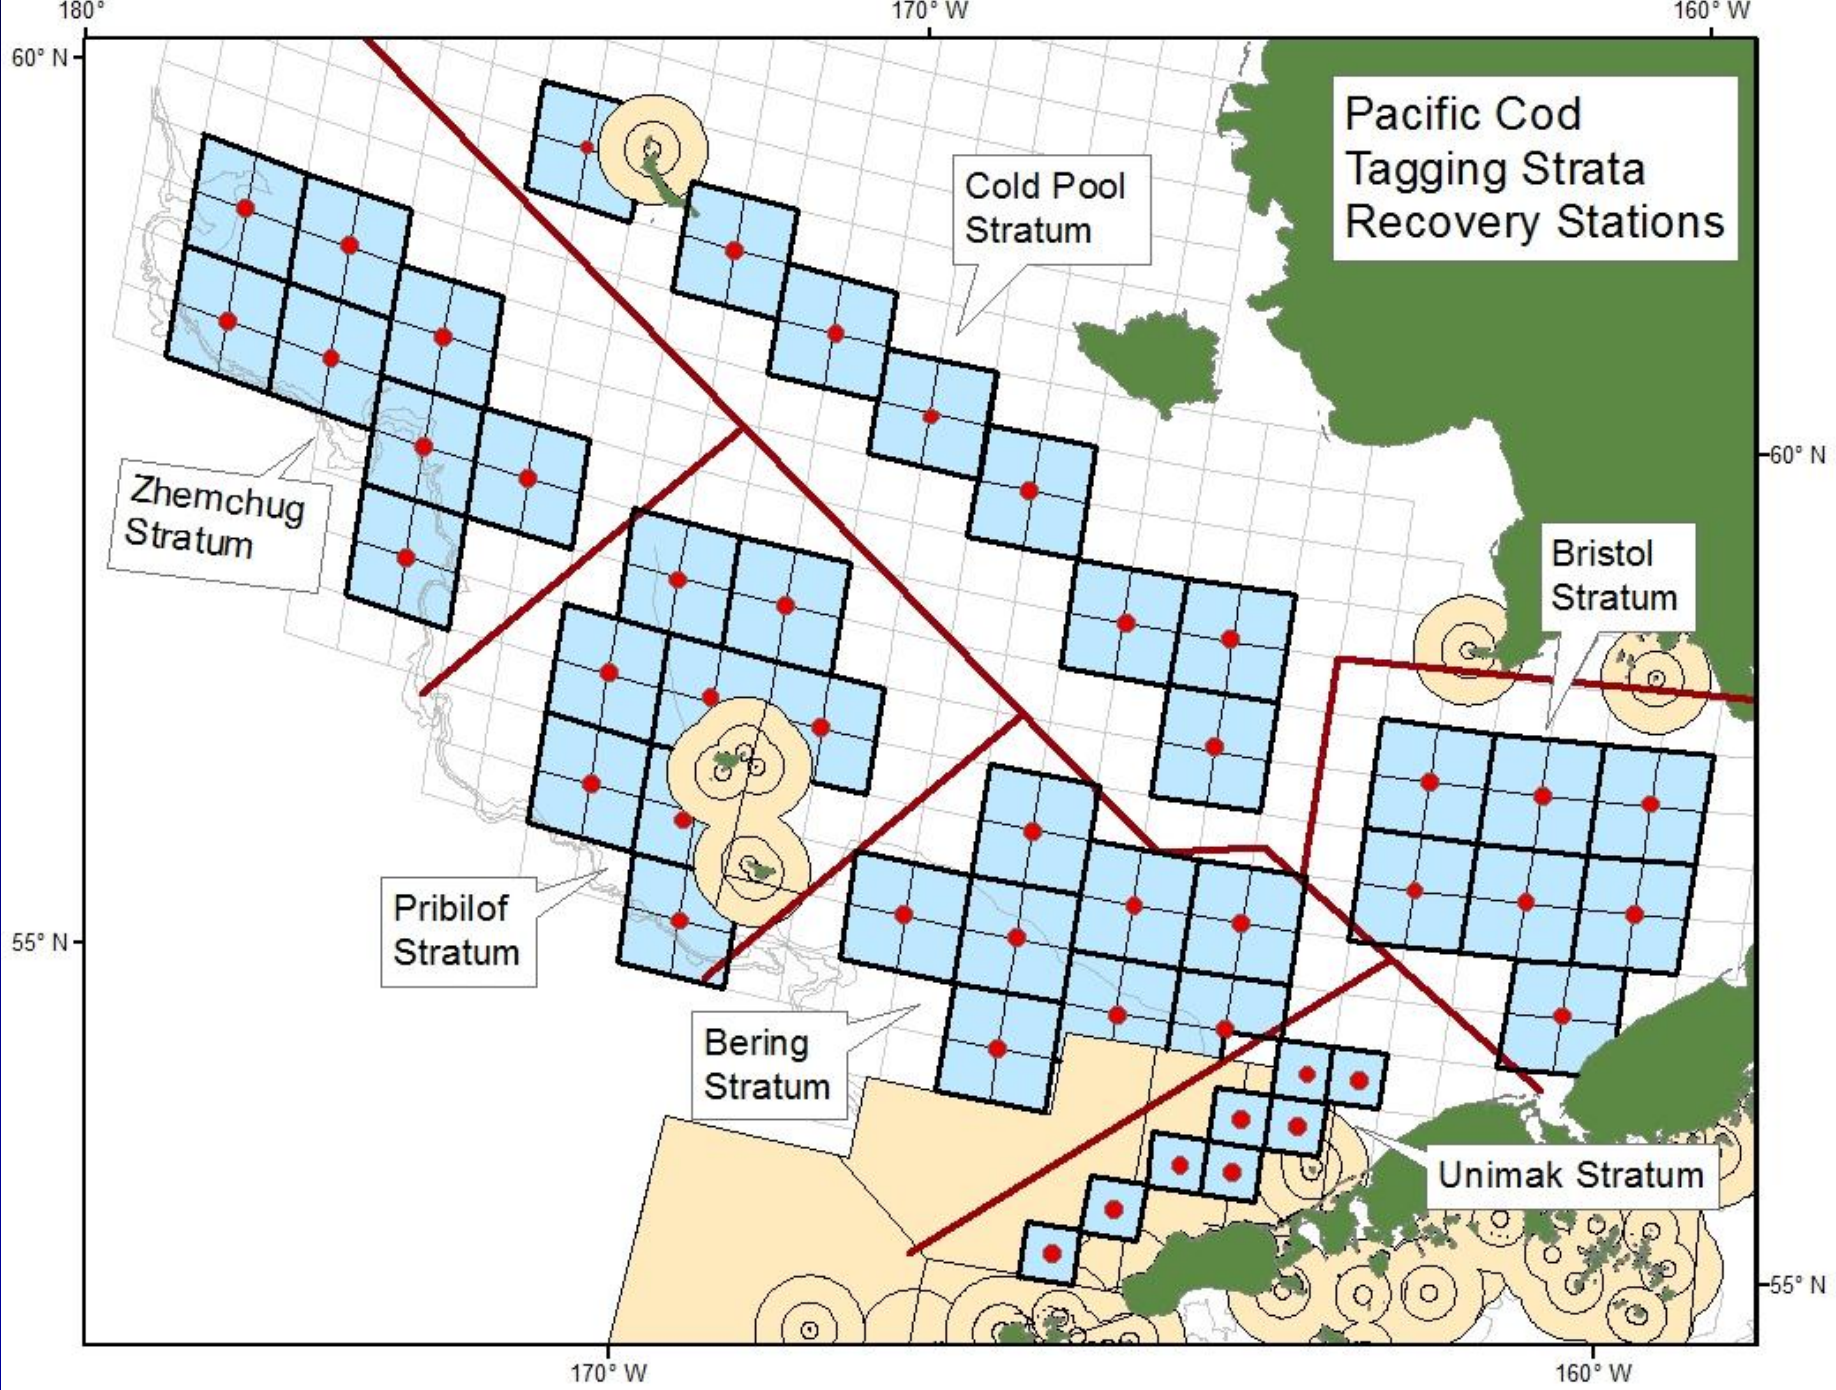 180°
170° W
160° W
60° N
Pacific Cod
Tagging Strata
Recovery Stations
Cold Pool
Stratum
60° N
Zhemchug
Stratum
Bristol
Stratum
Pribilof
Stratum
55° N
Bering
Stratum
Unimak Stratum
55° N
170° W
160° W